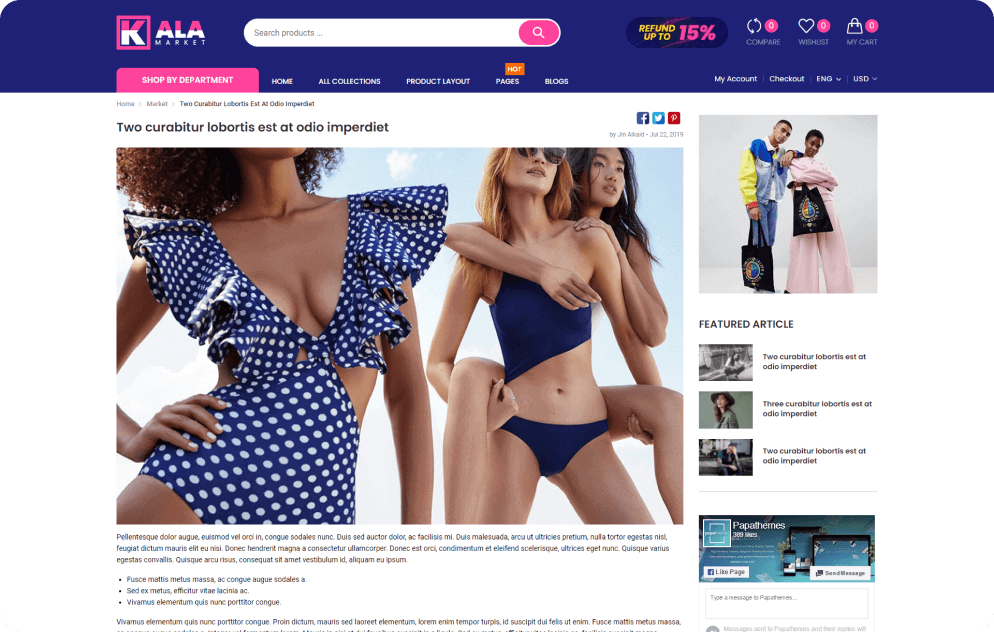 K ALA
MARKET
Search products ...
REFUND
UP TO 15%
0
COMPARE
0
WISHLIST
0
MY CART
SHOP BY DEPARTMENT
HOME
ALL COLLECTIONS
PRODUCT LAYOUT
HOT
PAGES
BLOGS
My Account
Checkout
ENG
USD
Home > Market > Two Curabitur Lobortis Est At Odio Imperdiet
Two curabitur lobortis est at odio imperdiet
by Jin Alkaid - Jul 22, 2019
Pellentesque dolor augue, euismod vel orci in, congue sodales nunc. Duis sed auctor dolor, ac facilisis mi. Duis malesuada, arcu ut ultricies pretium, nulla tortor egestas nisl,
feugiat dictum mauris elit eu nisi. Donec hendrerit magna a consectetur ullamcorper. Donec est orci, condimentum et eleifend scelerisque, ultrices eget nunc. Quisque varius
egestas convallis. Quisque arcu risus, consequat sit amet vestibulum id, aliquam eu ipsum.
• Fusce mattis metus massa, ac congue augue sodales a.
• Sed ex metus, efficitur vitae lacinia ac.
• Vivamus elementum quis nunc porttitor congue.
Vivamus elementum quis nunc porttitor congue. Proin dictum, mauris sed laoreet elementum, lorem enim tempor turpis, id suscipit dui felis ut enim. Fusce mattis metus massa,
FEATURED ARTICLE
Two curabitur lobortis est at
odio imperdiet
Three curabitur lobortis est at
odio imperdiet
Two curabitur lobortis est at
odio imperdiet
Papathemes
389 likes
Like Page
Send Message
Type a message to Papathemes...
Messages sent to Papathemes and their replies will